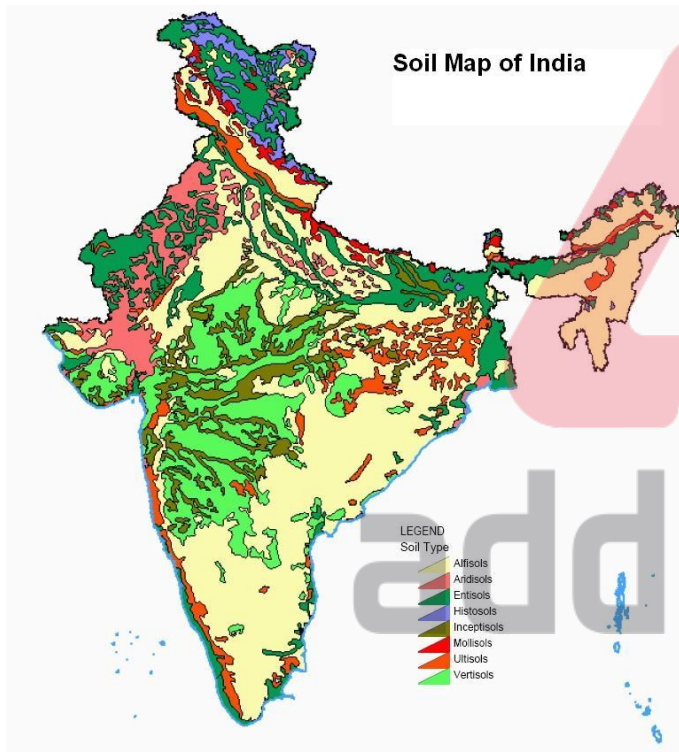 Soil Map of India
add
LEGEND
Soil Type
Alfisols
Aridisols
Entisols
Histosols
Inceptisols
Mollisols
Ultisols
Vertisols